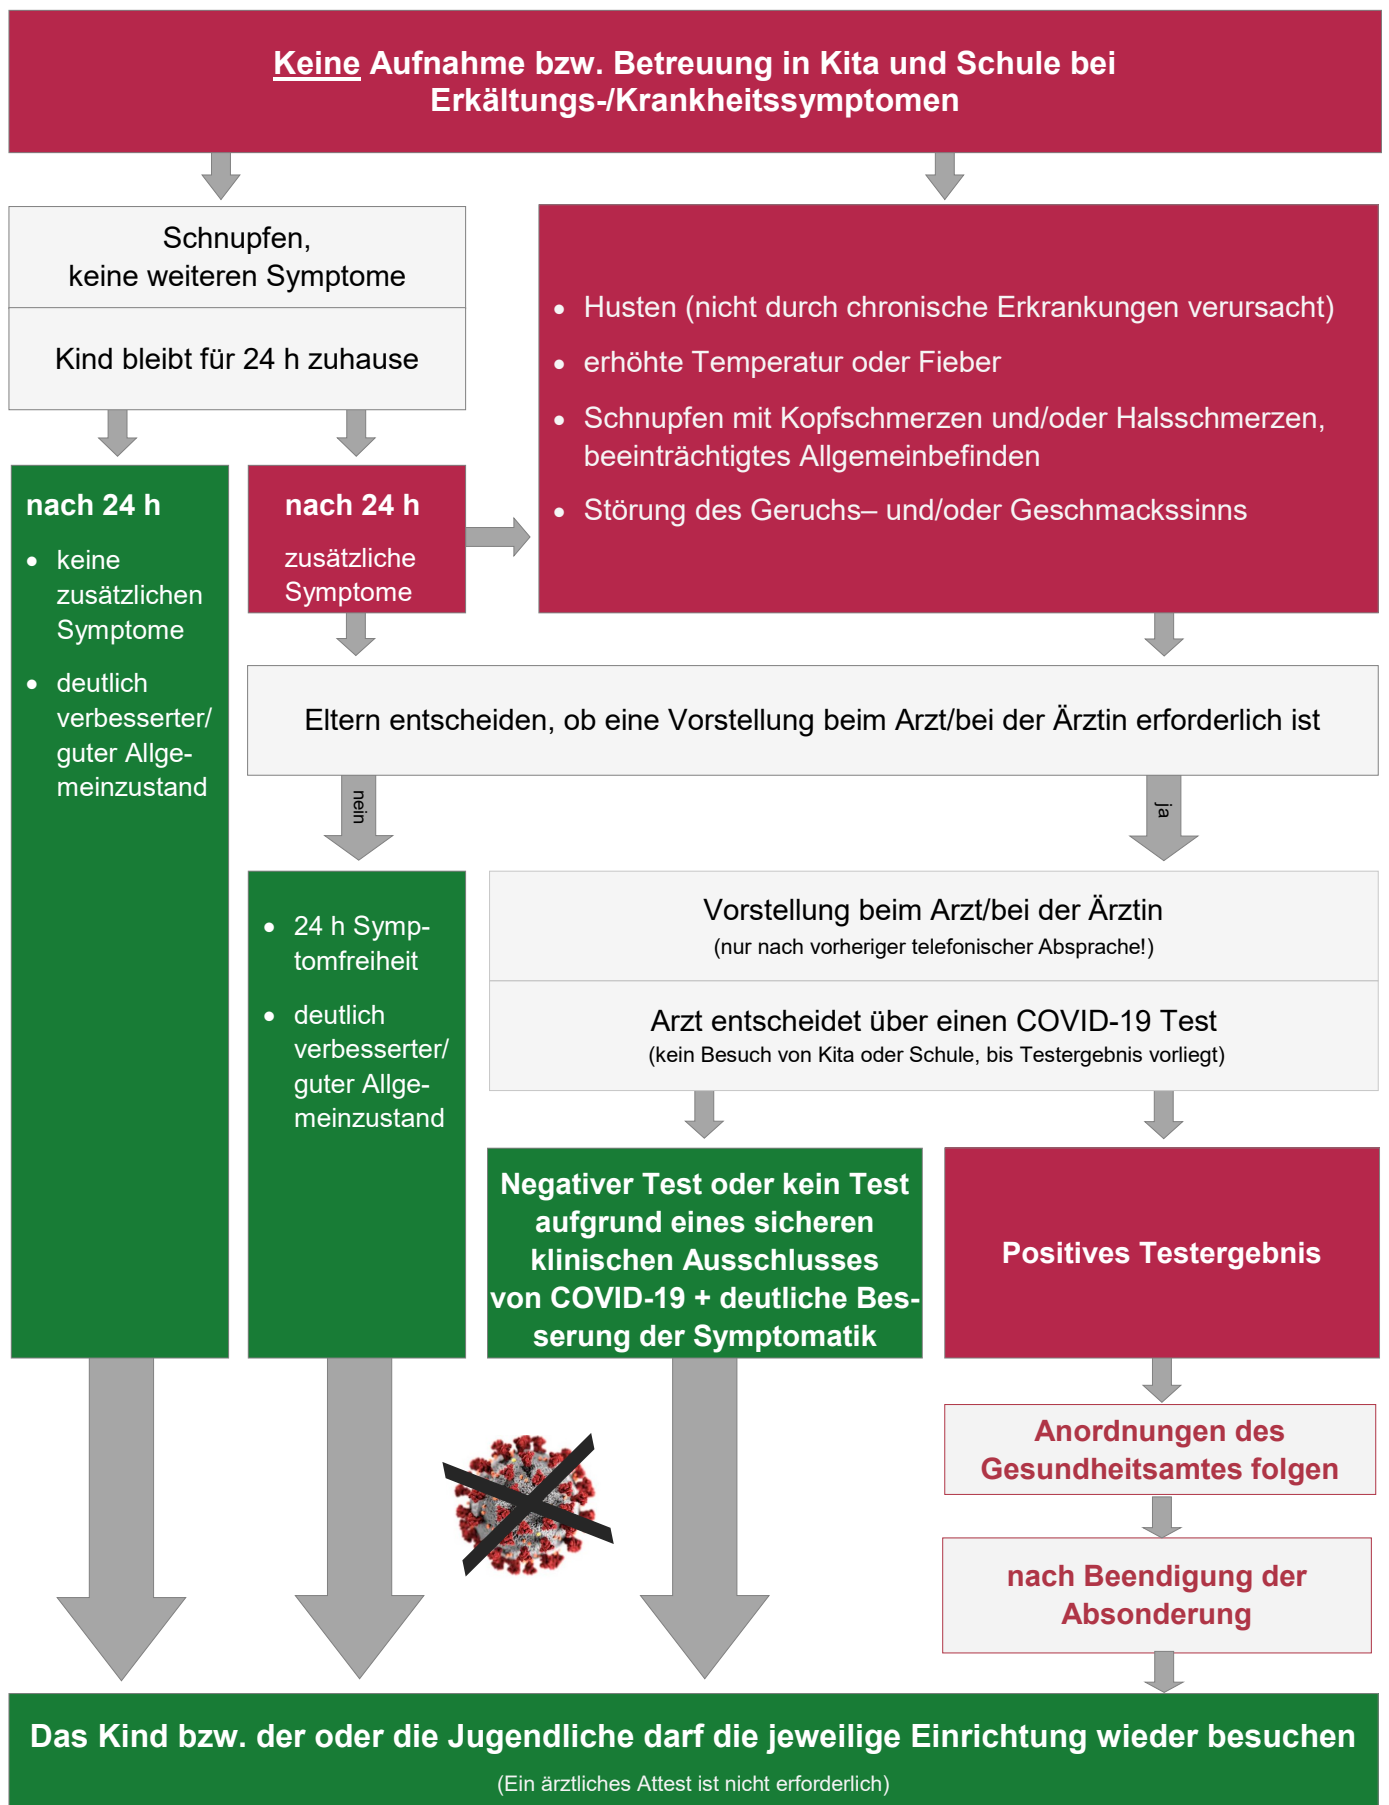 Keine Aufnahme bzw. Betreuung in Kita und Schule bei
Erkältungs-/Krankheitssymptomen
Schnupfen,
keine weiteren Symptome
Kind bleibt für 24 h zuhause
• Husten (nicht durch chronische Erkrankungen verursacht)
• erhöhte Temperatur oder Fieber
• Schnupfen mit Kopfschmerzen und/oder Halsschmerzen,
beeinträchtigtes Allgemeinbefinden
• Störung des Geruchs– und/oder Geschmackssinns
nach 24 h
• keine
zusätzlichen
Symptome
• deutlich
verbesserter/
guter Allge-
meinzustand
nach 24 h
zusätzliche
Symptome
Eltern entscheiden, ob eine Vorstellung beim Arzt/bei der Ärztin erforderlich ist
nein
ja
• 24 h Symp-
tomfreiheit
• deutlich
verbesserter/
guter Allge-
meinzustand
Vorstellung beim Arzt/bei der Ärztin
(nur nach vorheriger telefonischer Absprache!)
Arzt entscheidet über einen COVID-19 Test
(kein Besuch von Kita oder Schule, bis Testergebnis vorliegt)
Negativer Test oder kein Test
aufgrund eines sicheren
klinischen Ausschlusses
von COVID-19 + deutliche Bes-
serung der Symptomatik
Positives Testergebnis
Anordnungen des
Gesundheitsamtes folgen
nach Beendigung der
Absonderung
Das Kind bzw. der oder die Jugendliche darf die jeweilige Einrichtung wieder besuchen
(Ein ärztliches Attest ist nicht erforderlich)